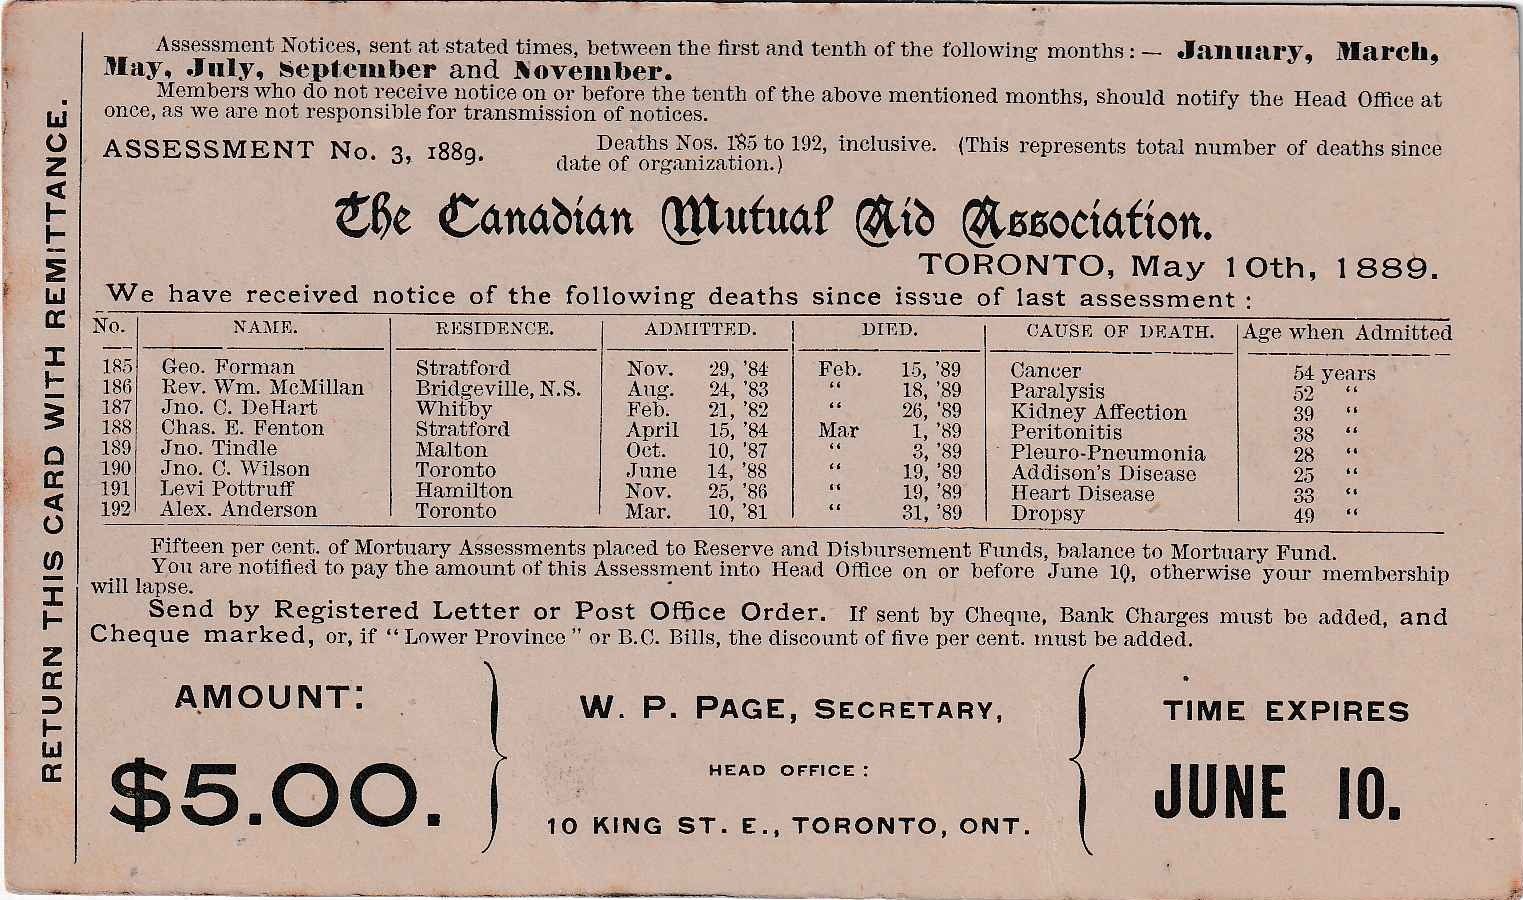 RETURN THIS CARD WITH REMITTANCE.
Assessment Notices, sent at stated times, between the first and tenth of the following months: — January, March,
May, July, September and November.
Members who do not receive notice on or before the tenth of the above mentioned months, should notify the Head Office at
once, as we are not responsible for transmission of notices.
ASSESSMENT No. 3, 1889. Deaths Nos. 185 to 192, inclusive. (This represents total number of deaths since
date of organization.)
The Canadian Mutual Aid Association.
TORONTO, May 10th, 1889.
We have received notice of the following deaths since issue of last assessment :
No. NAME. RESIDENCE. ADMITTED. DIED. CAUSE OF DEATH. Age when Admitted
185 Geo. Forman Stratford Nov. 29, '84 Feb. 15, '89 Cancer 54 years
186 Rev. Wm. McMillan Bridgeville, N.S. Aug. 24, '83 “ 18, '89 Paralysis 52 “
187 Jno. C. DeHart Whitby Feb. 21, '82 “ 26, '89 Kidney Affection 39 “
188 Chas. E. Fenton Stratford April 15, '84 Mar 1, '89 Peritonitis 38 “
189 Jno. Tindle Malton Oct. 10, '87 “ 3, '89 Pleuro-Pneumonia 28 “
190 Jno. C. Wilson Toronto June 14, '88 “ 19, '89 Addison's Disease 25 “
191 Levi Pottruff Hamilton Nov. 25, '86 “ 19, '89 Heart Disease 33 “
192 Alex. Anderson Toronto Mar. 10, '81 “ 31, '89 Dropsy 49 “
Fifteen per cent. of Mortuary Assessments placed to Reserve and Disbursement Funds, balance to Mortuary Fund.
You are notified to pay the amount of this Assessment into Head Office on or before June 10, otherwise your membership
will lapse.
Send by Registered Letter or Post Office Order. If sent by Cheque, Bank Charges must be added, and
Cheque marked, or, if “Lower Province” or B.C. Bills, the discount of five per cent. must be added.
AMOUNT:
$5.00.
W. P. PAGE, SECRETARY,
HEAD OFFICE :
10 KING ST. E., TORONTO, ONT.
TIME EXPIRES
JUNE 10.